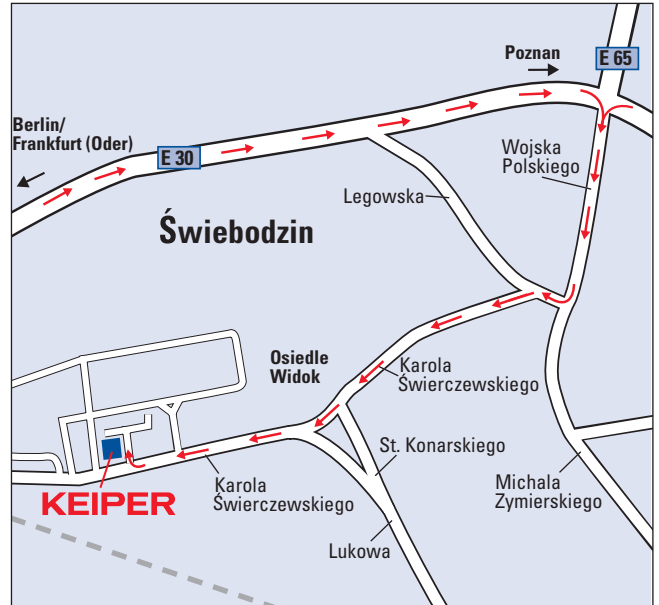 Poznan
E 65
Berlin/
Frankfurt (Oder)
E 30
Wojska
Polskiego
Legowska
Świebodzin
Osiedle
Widok
Karola
Świerczewskiego
St. Konarskiego
Karola
Świerczewskiego
Michala
Zymierskiego
KEIPER
Lukowa